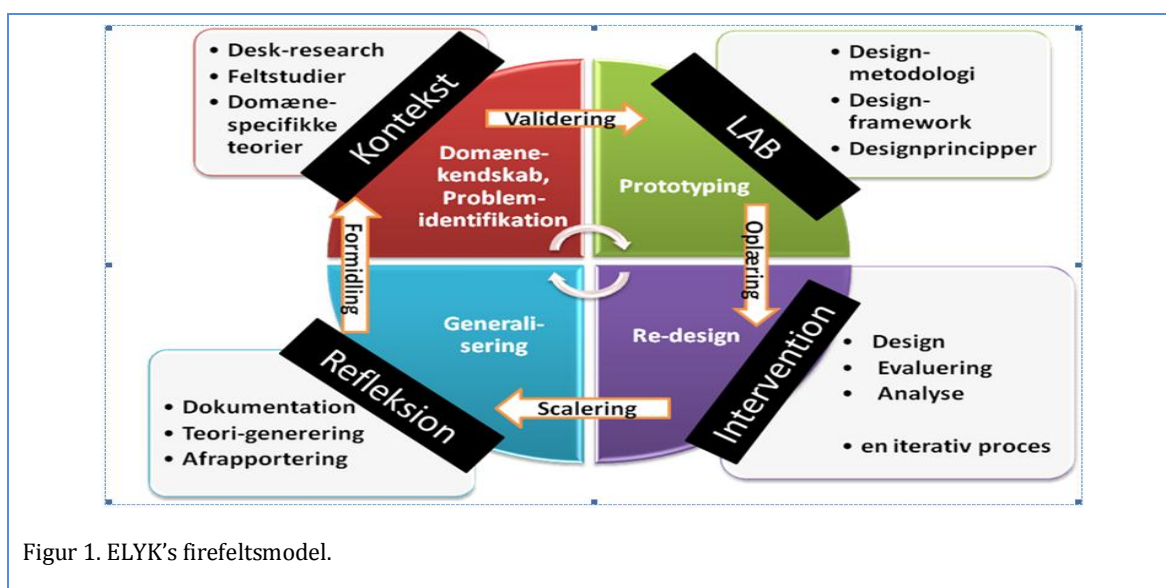 • Desk-research
• Feltstudier
• Domæne-
specifikke
teorier
Kontekst
Domæne-
kendskab,
Problem-
identifikation
Validering
• Design-
metodologi
• Design-
framework
• Designprincipper
LAB
Prototyping
Oplæring
Re-design
Intervention
• Design
• Evaluering
• Analyse
• en iterativ proces
Scalering
Generali-
sering
Refleksion
• Dokumentation
• Teori-generering
• Afrapportering
Formidling
Figur 1. ELYK's firefeltsmodel.